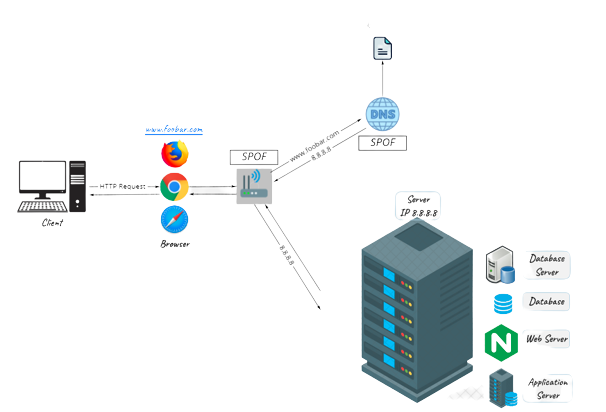 www.foobar.com
SPOF
www.foobar.com
8.8.8.8
DNS
SPOF
HTTP Request
Client
Browser
8.8.8.8
Server
IP 8.8.8.8
Database
Server
Database
N
Web Server
Application
Server